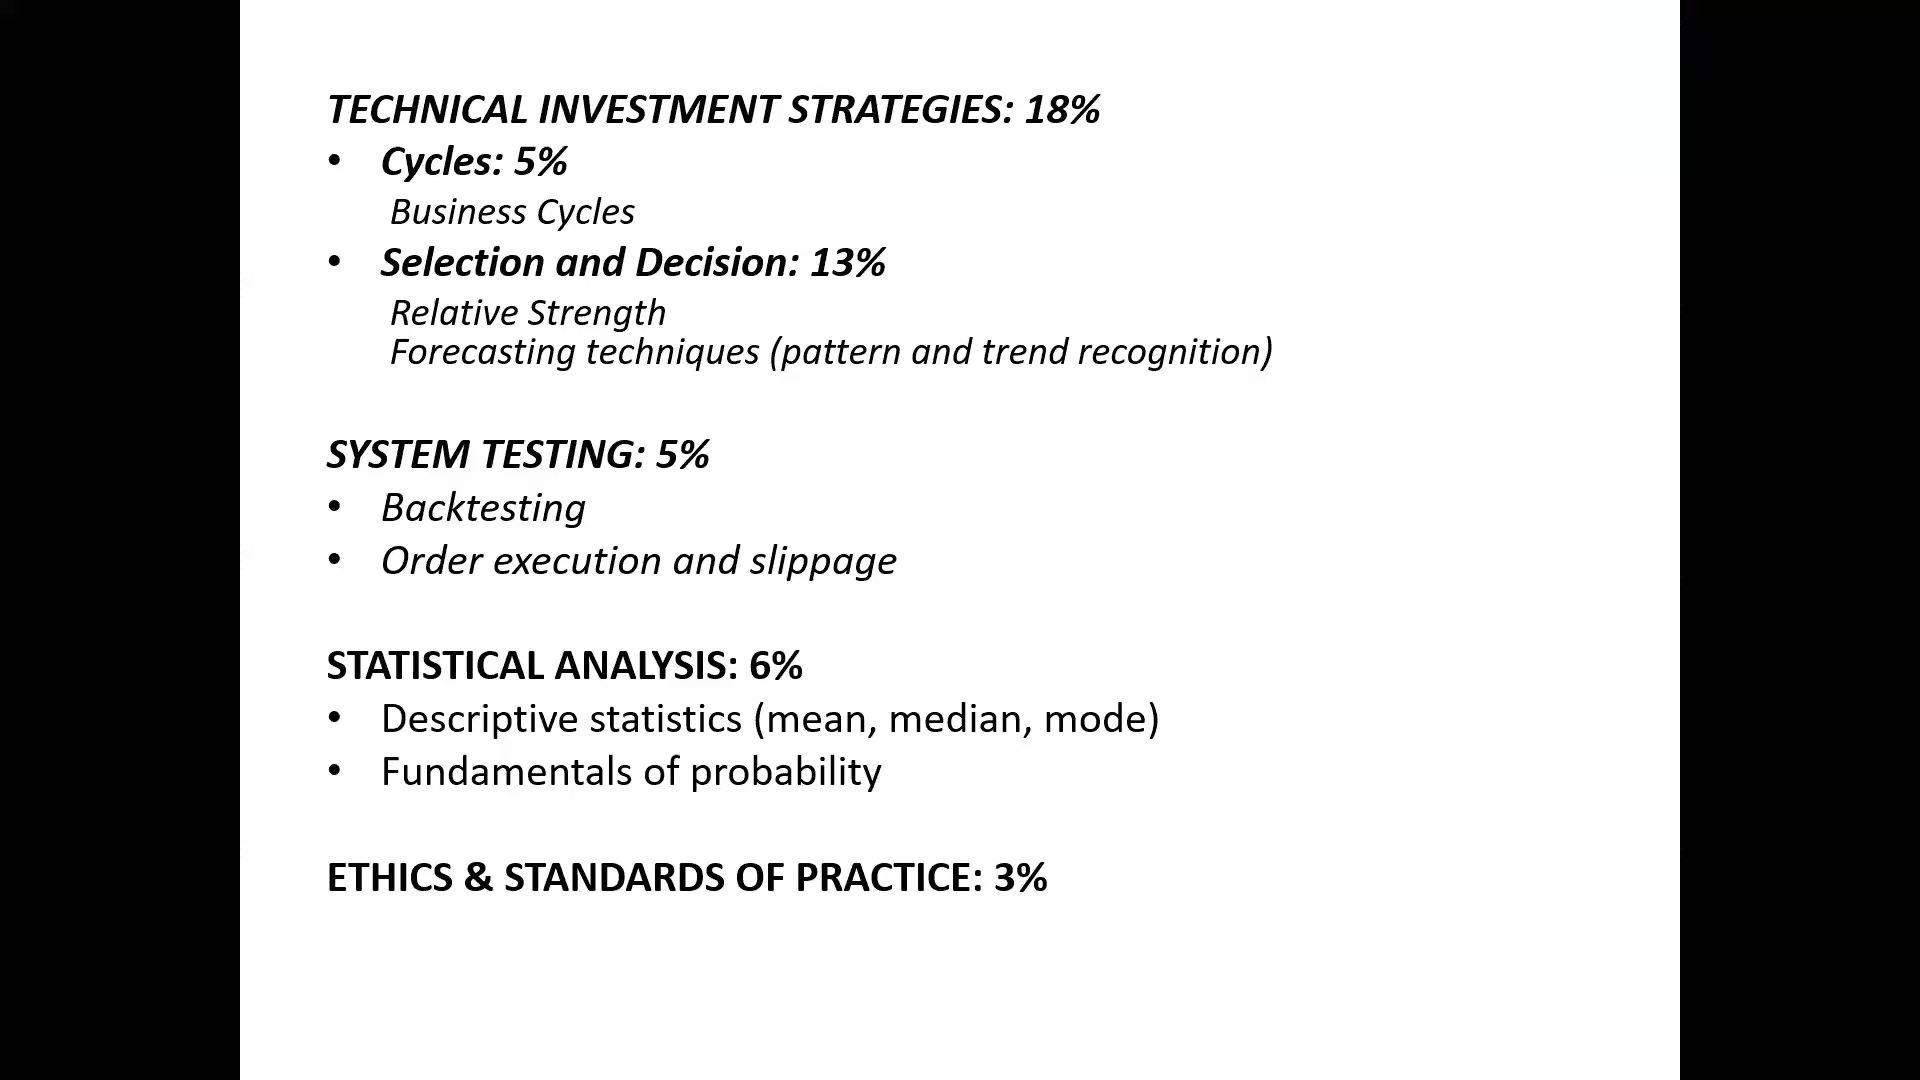 TECHNICAL INVESTMENT STRATEGIES: 18%
• Cycles: 5%
Business Cycles
• Selection and Decision: 13%
Relative Strength
Forecasting techniques (pattern and trend recognition)
SYSTEM TESTING: 5%
• Backtesting
• Order execution and slippage
STATISTICAL ANALYSIS: 6%
• Descriptive statistics (mean, median, mode)
• Fundamentals of probability
ETHICS & STANDARDS OF PRACTICE: 3%